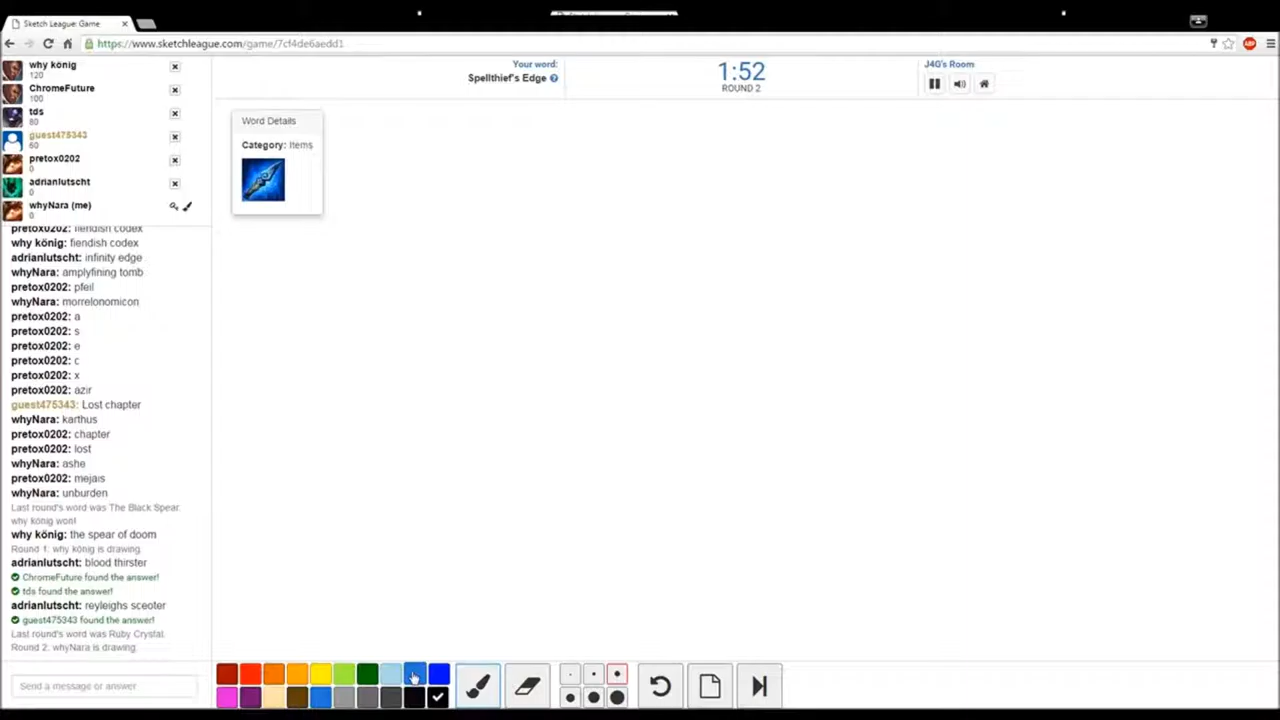 Sketch League: Game
https://www.sketchleague.com/game/7cf4de6aedd1
why könig
120
ChromeFuture
100
tds
80
guest475343
60
pretox0202
0
adrianlutscht
0
whyNara (me)
0
Your word:
Spellthief's Edge
1:52
ROUND 2
J4G's Room
Word Details
Category: Items
pretox0202: fiendish codex
why könig: fiendish codex
adrianlutscht: infinity edge
whyNara: amplyfining tomb
pretox0202: pfeil
whyNara: morrelonomicon
pretox0202: a
pretox0202: s
pretox0202: e
pretox0202: c
pretox0202: x
pretox0202: azir
guest475343: Lost chapter
whyNara: karthus
pretox0202: chapter
pretox0202: lost
whyNara: ashe
pretox0202: mejais
whyNara: unburden
Last round's word was The Black Spear.
why könig won!
why könig: the spear of doom
Round 1: why könig is drawing.
adrianlutscht: blood thirster
ChromeFuture found the answer!
tds found the answer!
adrianlutscht: reyleighs sceoter
guest475343 found the answer!
Last round's word was Ruby Crystal.
Round 2: whyNara is drawing.
Send a message or answer